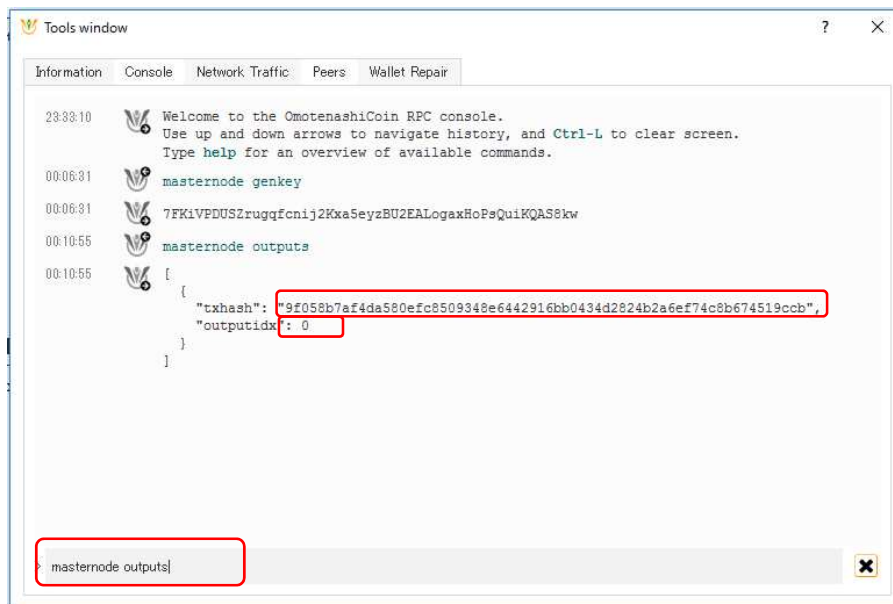 Tools window
?
Information Console Network Traffic Peers Wallet Repair
23:33:10 Welcome to the OmotenashiCoin RPC console.
Use up and down arrows to navigate history, and Ctrl-L to clear screen.
Type help for an overview of available commands.
00:06:31 masternode genkey
00:06:31 7FKiVPDUSZrugqfcnij2Kxa5eyzBU2EALogaxHoPsQuiKQAS8kw
00:10:55 masternode outputs
00:10:55 [
{
"txhash": "9f058b7af4da580efc8509348e6442916bb0434d2824b2a6ef74c8b674519ccb",
"outputidx": 0
}
]
> masternode outputs